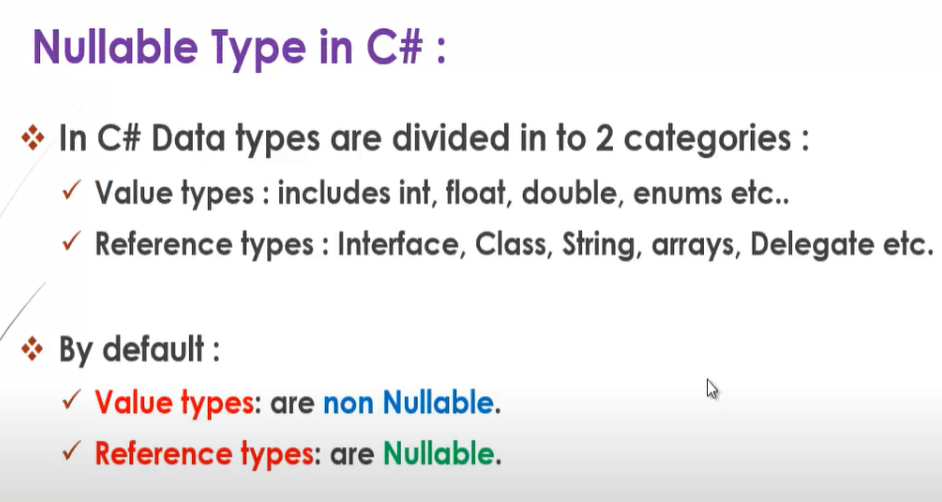 Nullable Type in C# :
In C# Data types are divided in to 2 categories :
Value types : includes int, float, double, enums etc..
Reference types : Interface, Class, String, arrays, Delegate etc.
By default :
Value types: are non Nullable.
Reference types: are Nullable.